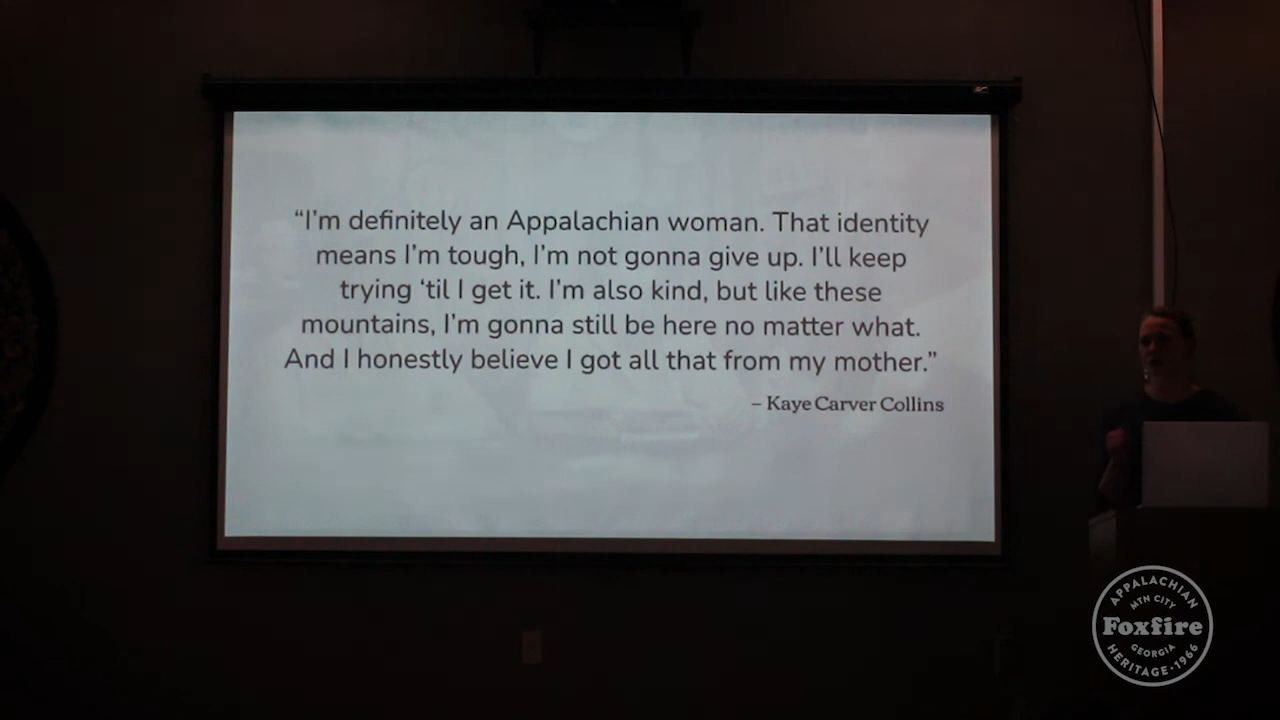 “I’m definitely an Appalachian woman. That identity
means I’m tough, I’m not gonna give up. I’ll keep
trying ‘til I get it. I’m also kind, but like these
mountains, I’m gonna still be here no matter what.
And I honestly believe I got all that from my mother.”
– Kaye Carver Collins
APPALACHIAN
MTN CITY
Foxfire
GEORGIA
HERITAGE·1966